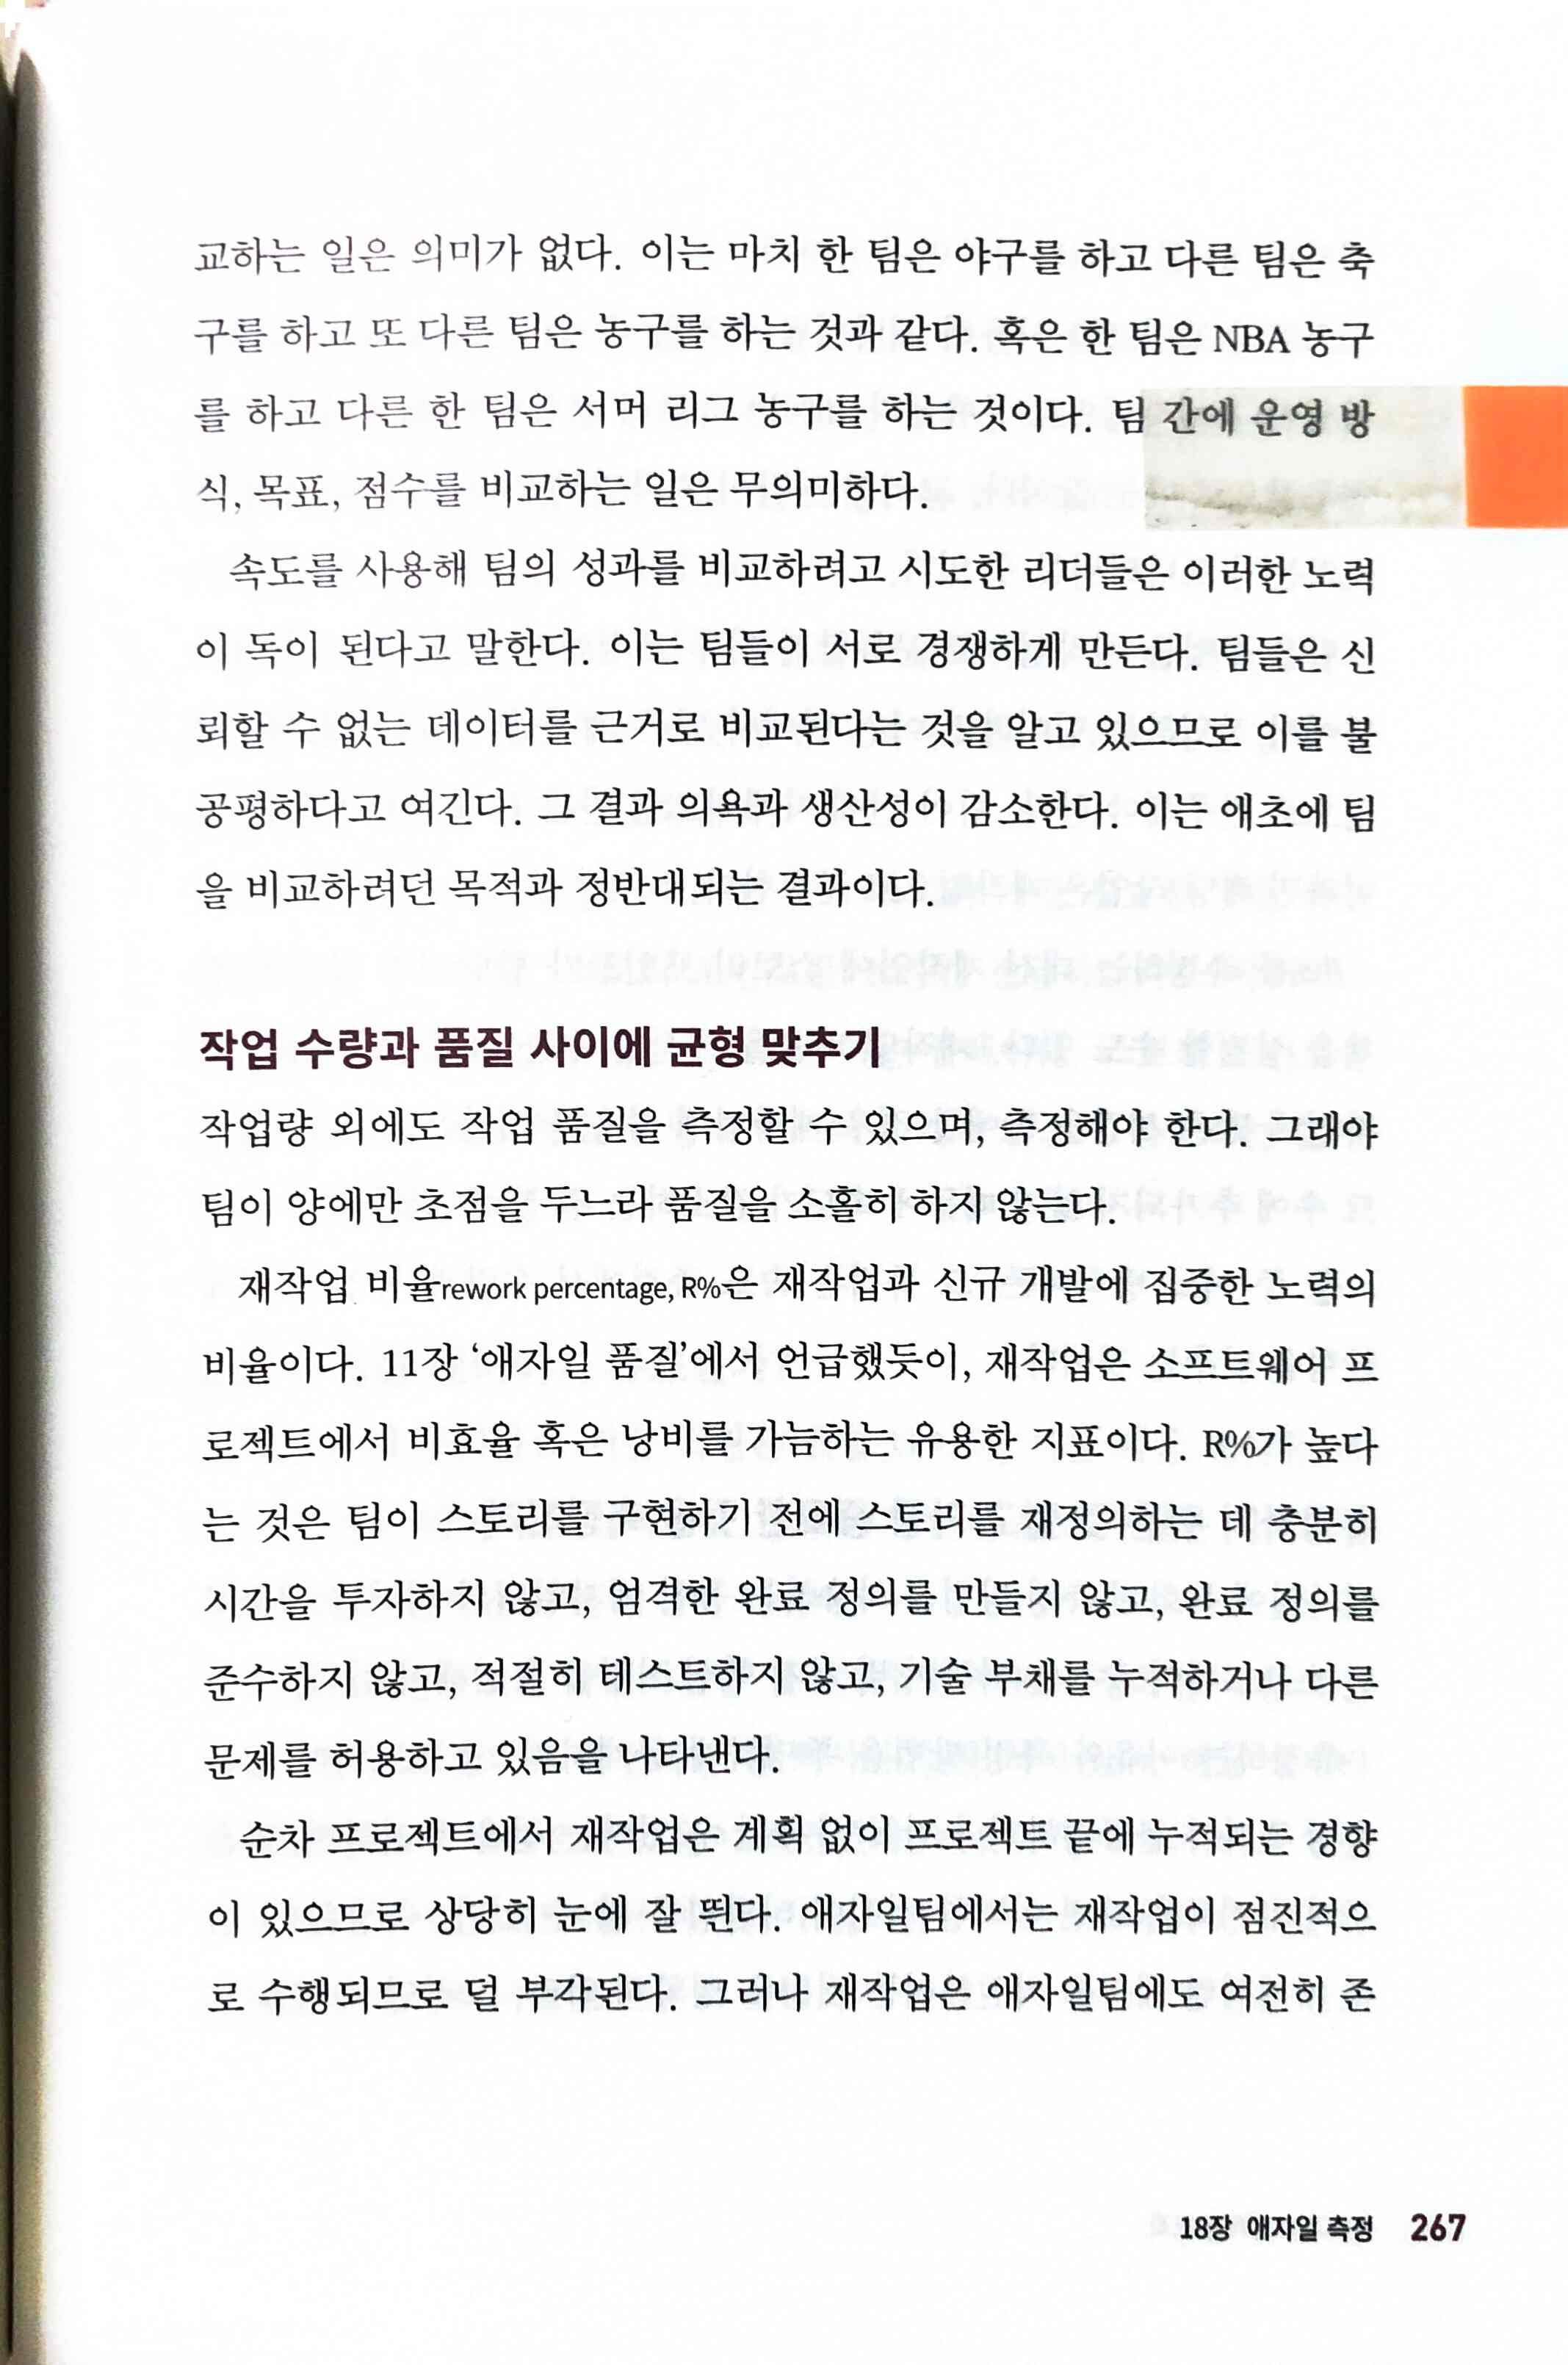 교하는 일은 의미가 없다. 이는 마치 한 팀은 야구를 하고 다른 팀은 축
구를 하고 또 다른 팀은 농구를 하는 것과 같다. 혹은 한 팀은 NBA 농구
를 하고 다른 한 팀은 서머 리그 농구를 하는 것이다. 팀 간에 운영 방
식, 목표, 점수를 비교하는 일은 무의미하다.
속도를 사용해 팀의 성과를 비교하려고 시도한 리더들은 이러한 노력
이 독이 된다고 말한다. 이는 팀들이 서로 경쟁하게 만든다. 팀들은 신
뢰할 수 없는 데이터를 근거로 비교된다는 것을 알고 있으므로 이를 불
공평하다고 여긴다. 그 결과 의욕과 생산성이 감소한다. 이는 애초에 팀
을 비교하려던 목적과 정반대되는 결과이다.
작업 수량과 품질 사이에 균형 맞추기
작업량 외에도 작업 품질을 측정할 수 있으며, 측정해야 한다. 그래야
팀이 양에만 초점을 두느라 품질을 소홀히 하지 않는다.
재작업 비율rework percentage, R%은 재작업과 신규 개발에 집중한 노력의
비율이다. 11장 ‘애자일 품질’에서 언급했듯이, 재작업은 소프트웨어 프
로젝트에서 비효율 혹은 낭비를 가늠하는 유용한 지표이다. R%가 높다
는 것은 팀이 스토리를 구현하기 전에 스토리를 재정의하는 데 충분히
시간을 투자하지 않고, 엄격한 완료 정의를 만들지 않고, 완료 정의를
준수하지 않고, 적절히 테스트하지 않고, 기술 부채를 누적하거나 다른
문제를 허용하고 있음을 나타낸다.
순차 프로젝트에서 재작업은 계획 없이 프로젝트 끝에 누적되는 경향
이 있으므로 상당히 눈에 잘 띈다. 애자일팀에서는 재작업이 점진적으
로 수행되므로 덜 부각된다. 그러나 재작업은 애자일팀에도 여전히 존
18장 애자일 측정 267